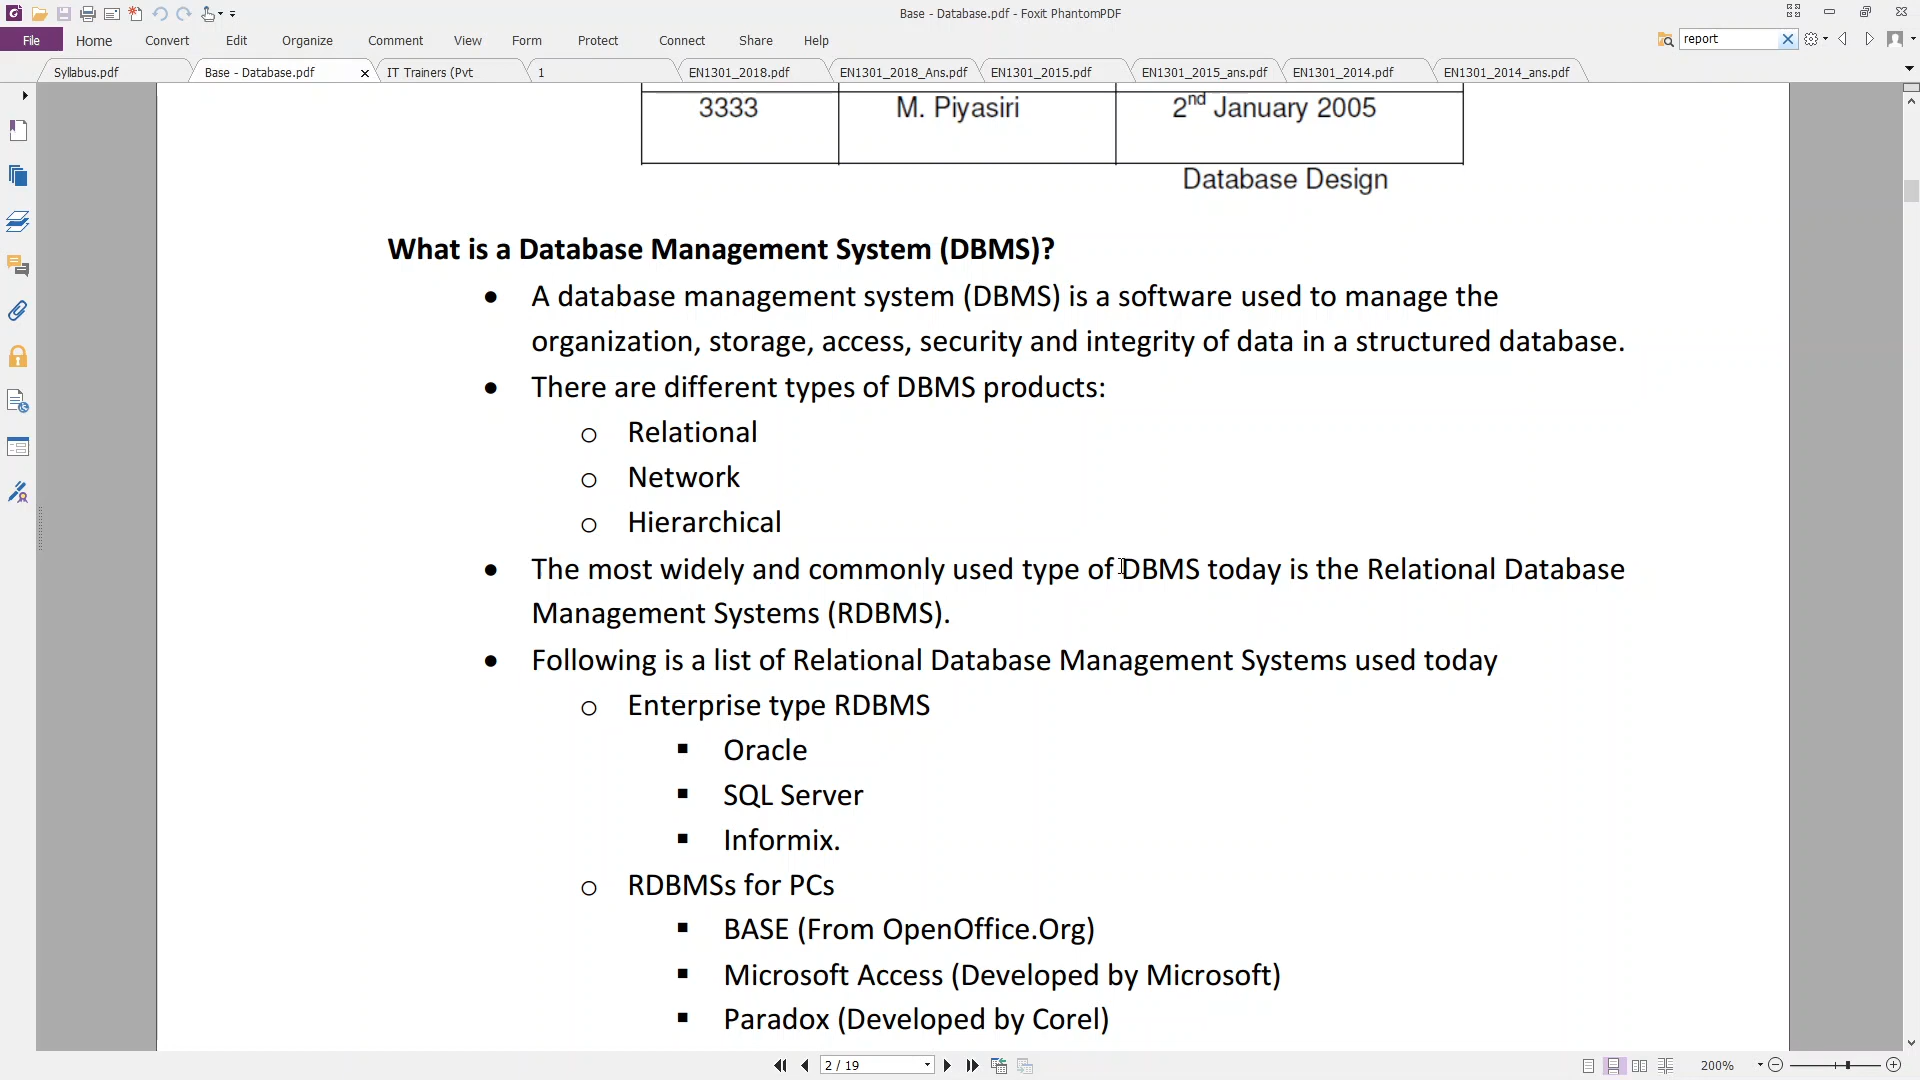 Base - Database.pdf - Foxit PhantomPDF
File Home Convert Edit Organize Comment View Form Protect Connect Share Help report
Syllabus.pdf Base - Database.pdf IT Trainers (Pvt 1 EN1301_2018.pdf EN1301_2018_Ans.pdf EN1301_2015.pdf EN1301_2015_ans.pdf EN1301_2014.pdf EN1301_2014_ans.pdf
3333 M. Piyasiri 2nd January 2005
Database Design
What is a Database Management System (DBMS)?
● A database management system (DBMS) is a software used to manage the
organization, storage, access, security and integrity of data in a structured database.
● There are different types of DBMS products:
o Relational
o Network
o Hierarchical
● The most widely and commonly used type of DBMS today is the Relational Database
Management Systems (RDBMS).
● Following is a list of Relational Database Management Systems used today
o Enterprise type RDBMS
▪ Oracle
▪ SQL Server
▪ Informix.
o RDBMSs for PCs
▪ BASE (From OpenOffice.Org)
▪ Microsoft Access (Developed by Microsoft)
▪ Paradox (Developed by Corel)
2 / 19 200%